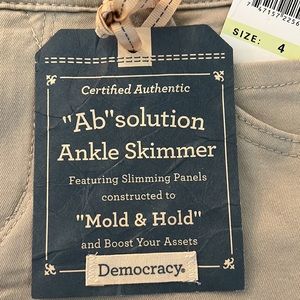 SIZE: 4
Certified Authentic
"Ab"solution
Ankle Skimmer
Featuring Slimming Panels
constructed to
"Mold & Hold"
and Boost Your Assets
Democracy®